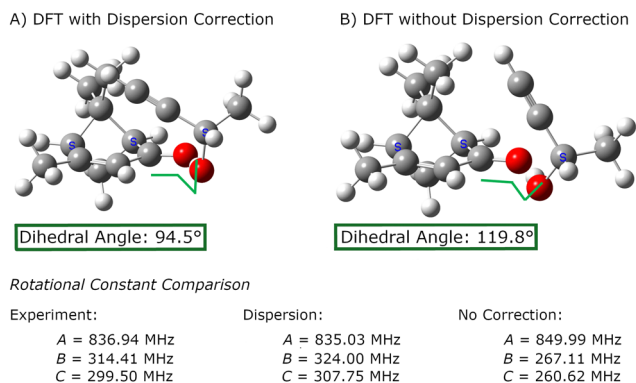 A) DFT with Dispersion Correction B) DFT without Dispersion Correction
S S S S S S
Dihedral Angle: 94.5° Dihedral Angle: 119.8°
Rotational Constant Comparison
Experiment: Dispersion: No Correction:
A = 836.94 MHz A = 835.03 MHz A = 849.99 MHz
B = 314.41 MHz B = 324.00 MHz B = 267.11 MHz
C = 299.50 MHz C = 307.75 MHz C = 260.62 MHz